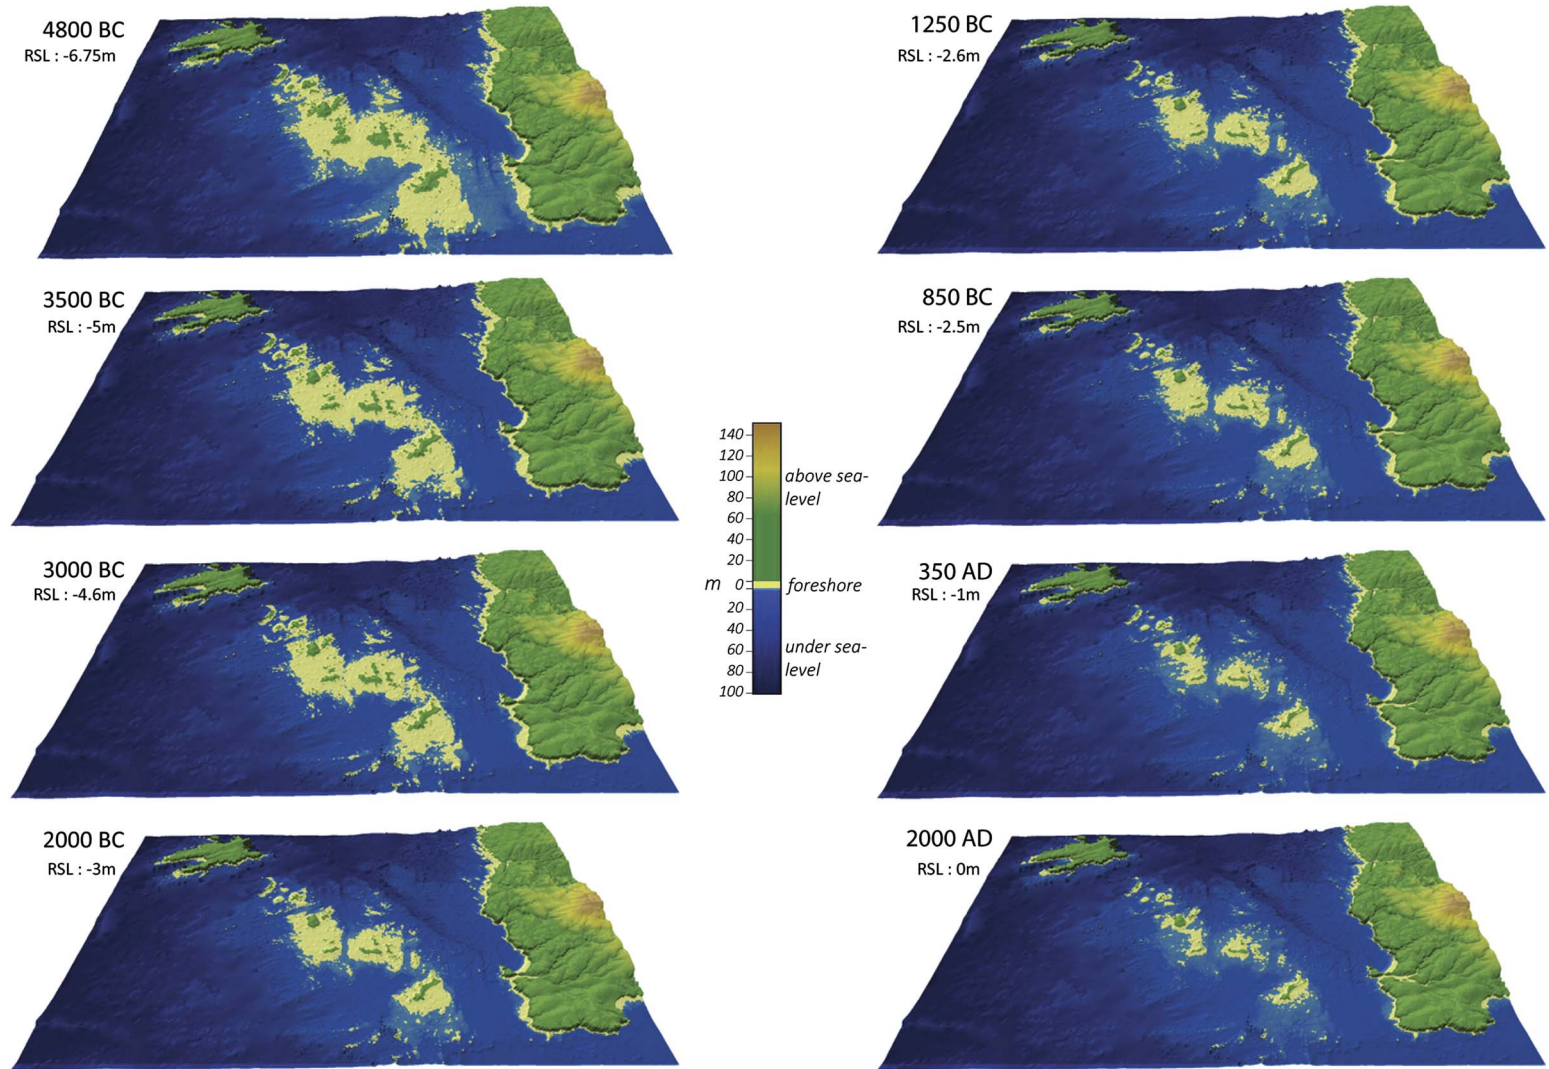 4800 BC
RSL : -6.75m
3500 BC
RSL : -5m
3000 BC
RSL : -4.6m
2000 BC
RSL : -3m
140
120
100
80
60
40
20
m 0
20
40
60
80
100
above sea-
level
foreshore
under sea-
level
1250 BC
RSL : -2.6m
850 BC
RSL : -2.5m
350 AD
RSL : -1m
2000 AD
RSL : 0m